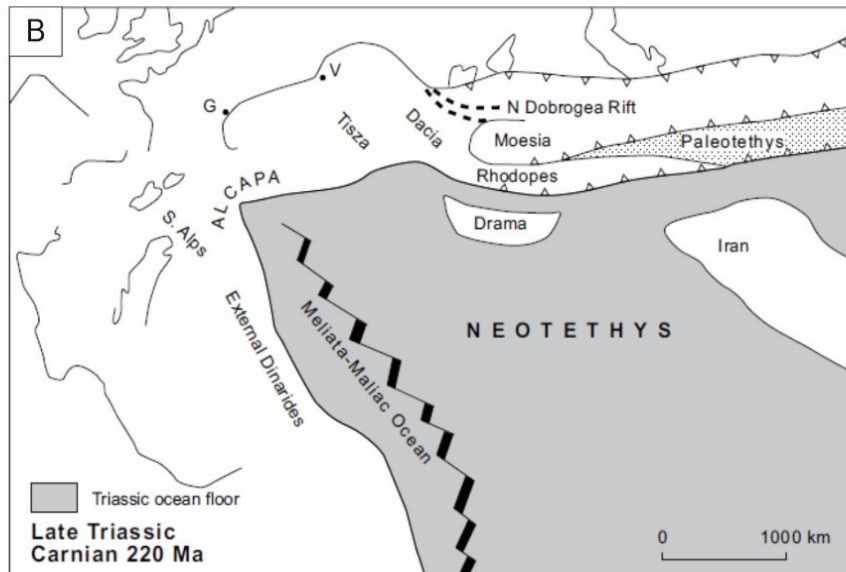 B
V
G
N Dobrogea Rift
Tisza
Dacia
Moesia
Paleotethys
Rhodopes
ALCAPA
S. Alps
Drama
Iran
External Dinarides
Meliata-Maliac Ocean
NEOTETHYS
Triassic ocean floor
Late Triassic
Carnian 220 Ma
0 1000 km